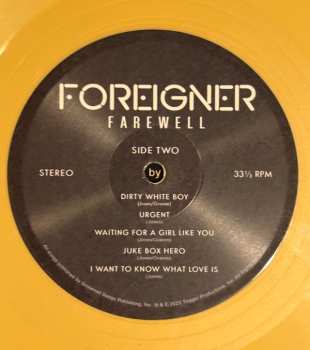 FOREIGNER
FAREWELL
SIDE TWO
STEREO by 33⅓ RPM
DIRTY WHITE BOY
(Jones/Gramm)
URGENT
(Jones)
WAITING FOR A GIRL LIKE YOU
(Jones/Gramm)
JUKE BOX HERO
(Jones/Gramm)
I WANT TO KNOW WHAT LOVE IS
(Jones)